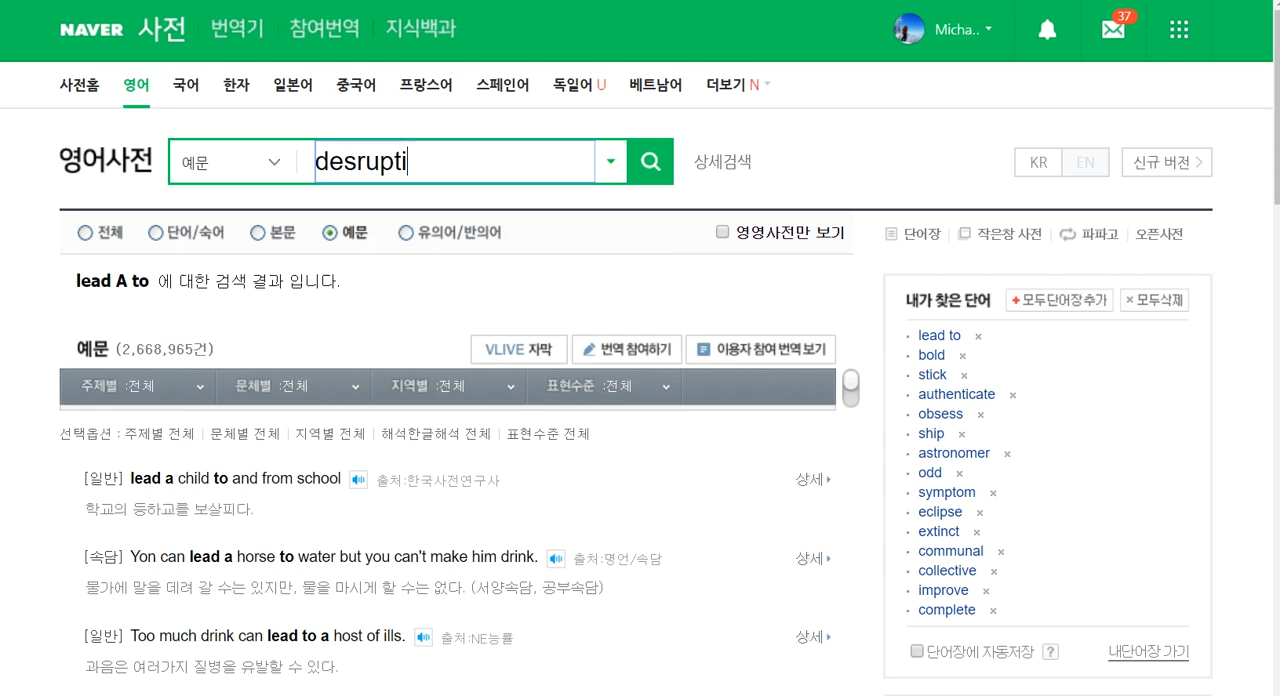 NAVER 사전 번역기 참여번역 지식백과 Micha.. 37
사전홈 영어 국어 한자 일본어 중국어 프랑스어 스페인어 독일어 U 베트남어 더보기 N
영어사전 예문 desrupti 상세검색 KR EN 신규 버전
전체 단어/숙어 본문 예문 유의어/반의어 영영사전만 보기 단어장 작은창 사전 파파고 오픈사전
lead A to 에 대한 검색 결과 입니다.
예문 (2,668,965건) VLIVE 자막 번역 참여하기 이용자 참여 번역 보기
주제별 :전체 문체별 :전체 지역별 :전체 표현수준 :전체
선택옵션 : 주제별 전체 | 문체별 전체 | 지역별 전체 | 해석한글해석 전체 | 표현수준 전체
[일반] lead a child to and from school 출처:한국사전연구사 상세
학교의 등하교를 보살피다.
[속담] Yon can lead a horse to water but you can't make him drink. 출처:명언/속담 상세
물가에 말을 데려 갈 수는 있지만, 물을 마시게 할 수는 없다. (서양속담, 공부속담)
[일반] Too much drink can lead to a host of ills. 출처:NE능률 상세
과음은 여러가지 질병을 유발할 수 있다.
내가 찾은 단어 +모두단어장추가 ×모두삭제
· lead to ×
· bold ×
· stick ×
· authenticate ×
· obsess ×
· ship ×
· astronomer ×
· odd ×
· symptom ×
· eclipse ×
· extinct ×
· communal ×
· collective ×
· improve ×
· complete ×
단어장에 자동저장 ? 내단어장 가기